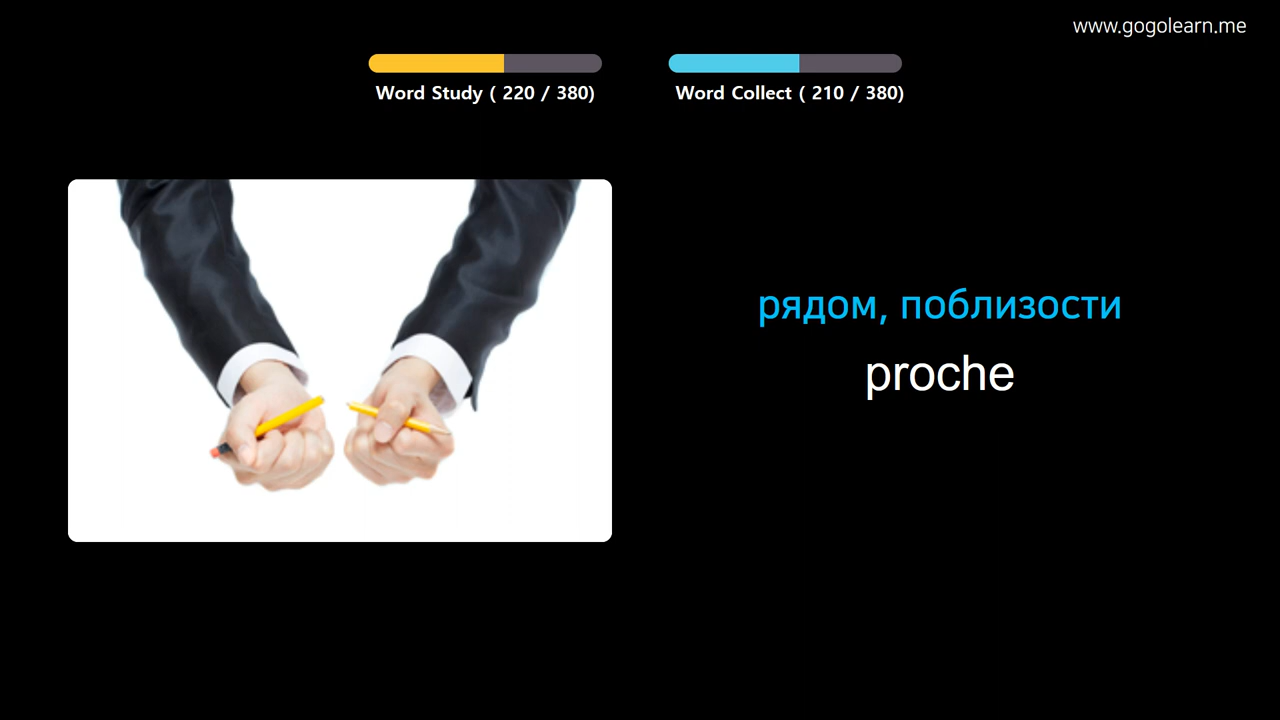 www.gogolearn.me
Word Study ( 220 / 380)
Word Collect ( 210 / 380)
рядом, поблизости
proche